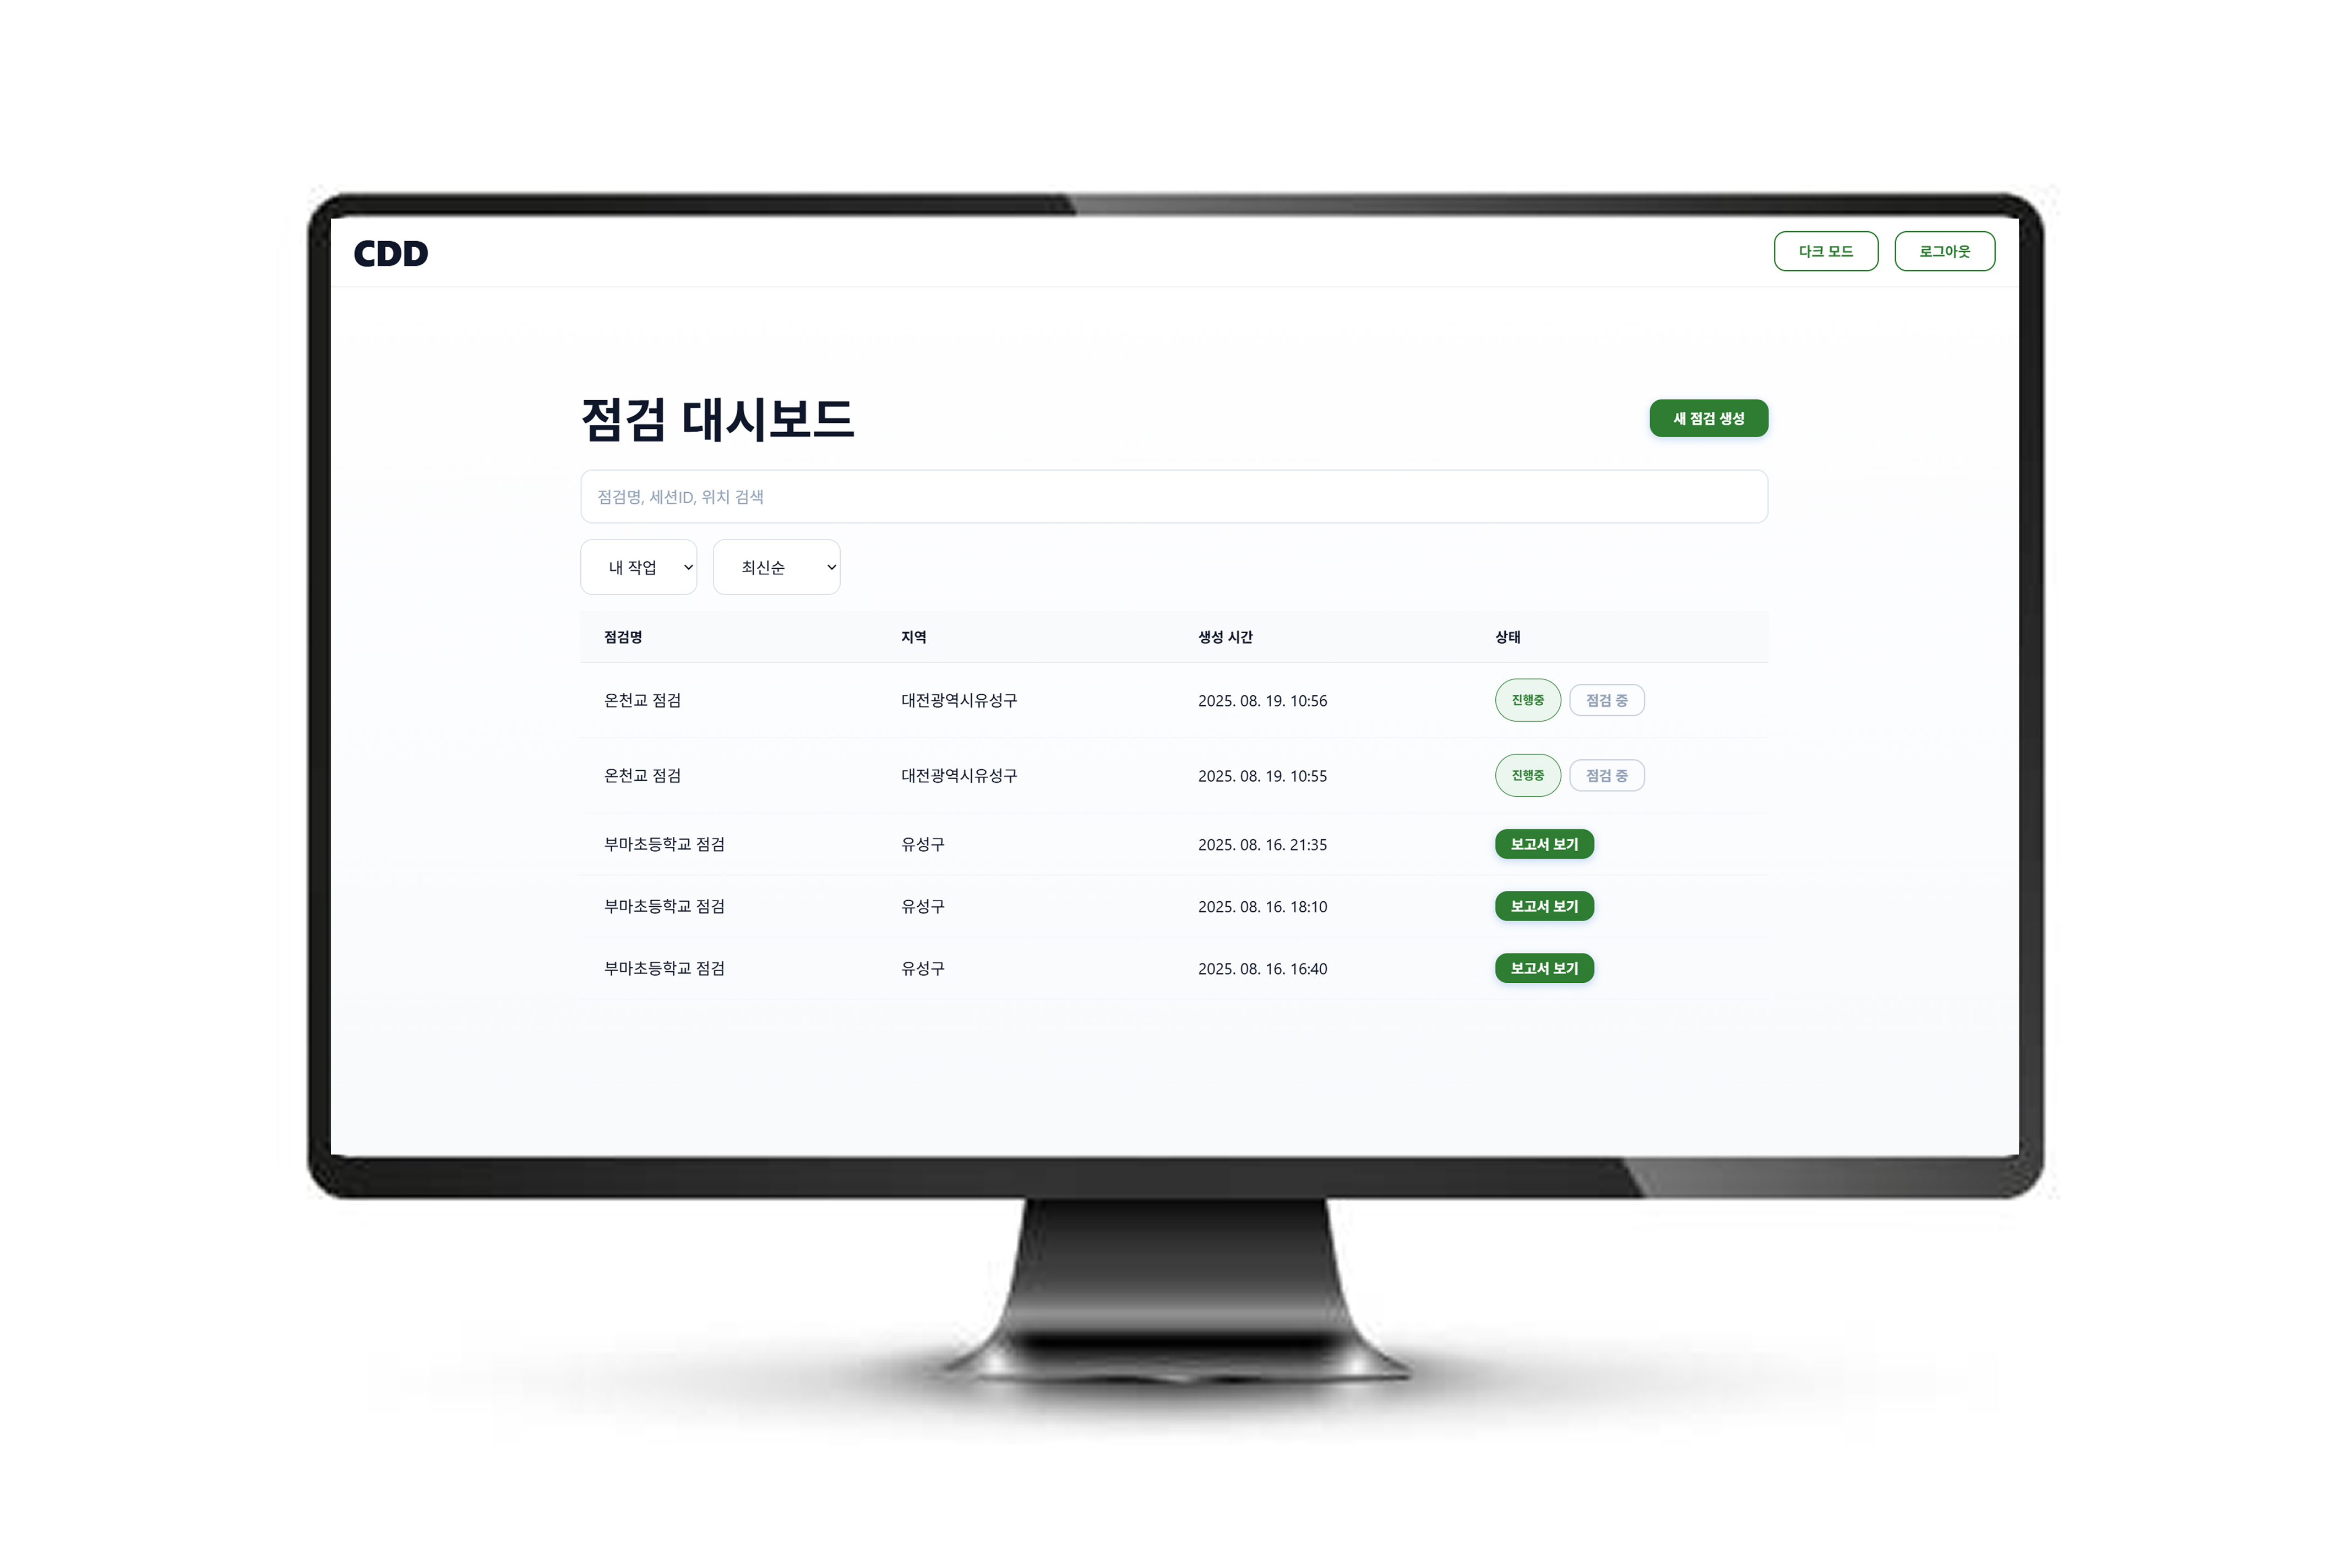 CDD
다크 모드 로그아웃
점검 대시보드
새 점검 생성
점검명, 세션ID, 위치 검색
내 작업 최신순
점검명 지역 생성 시간 상태
온천교 점검 대전광역시유성구 2025. 08. 19. 10:56 진행중 점검 중
온천교 점검 대전광역시유성구 2025. 08. 19. 10:55 진행중 점검 중
부마초등학교 점검 유성구 2025. 08. 16. 21:35 보고서 보기
부마초등학교 점검 유성구 2025. 08. 16. 18:10 보고서 보기
부마초등학교 점검 유성구 2025. 08. 16. 16:40 보고서 보기